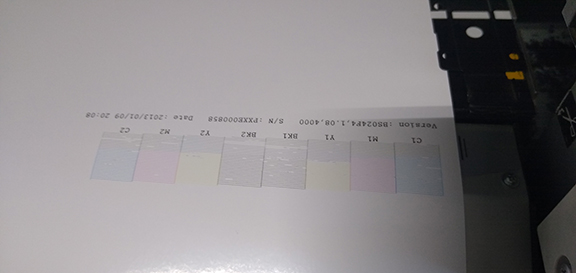 Version :BS024P4,1.08,4000 S/N :PXXE000858 Date :2013/01/09 20:08
C1 M1 Y1 BK1 BK2 Y2 M2 C2